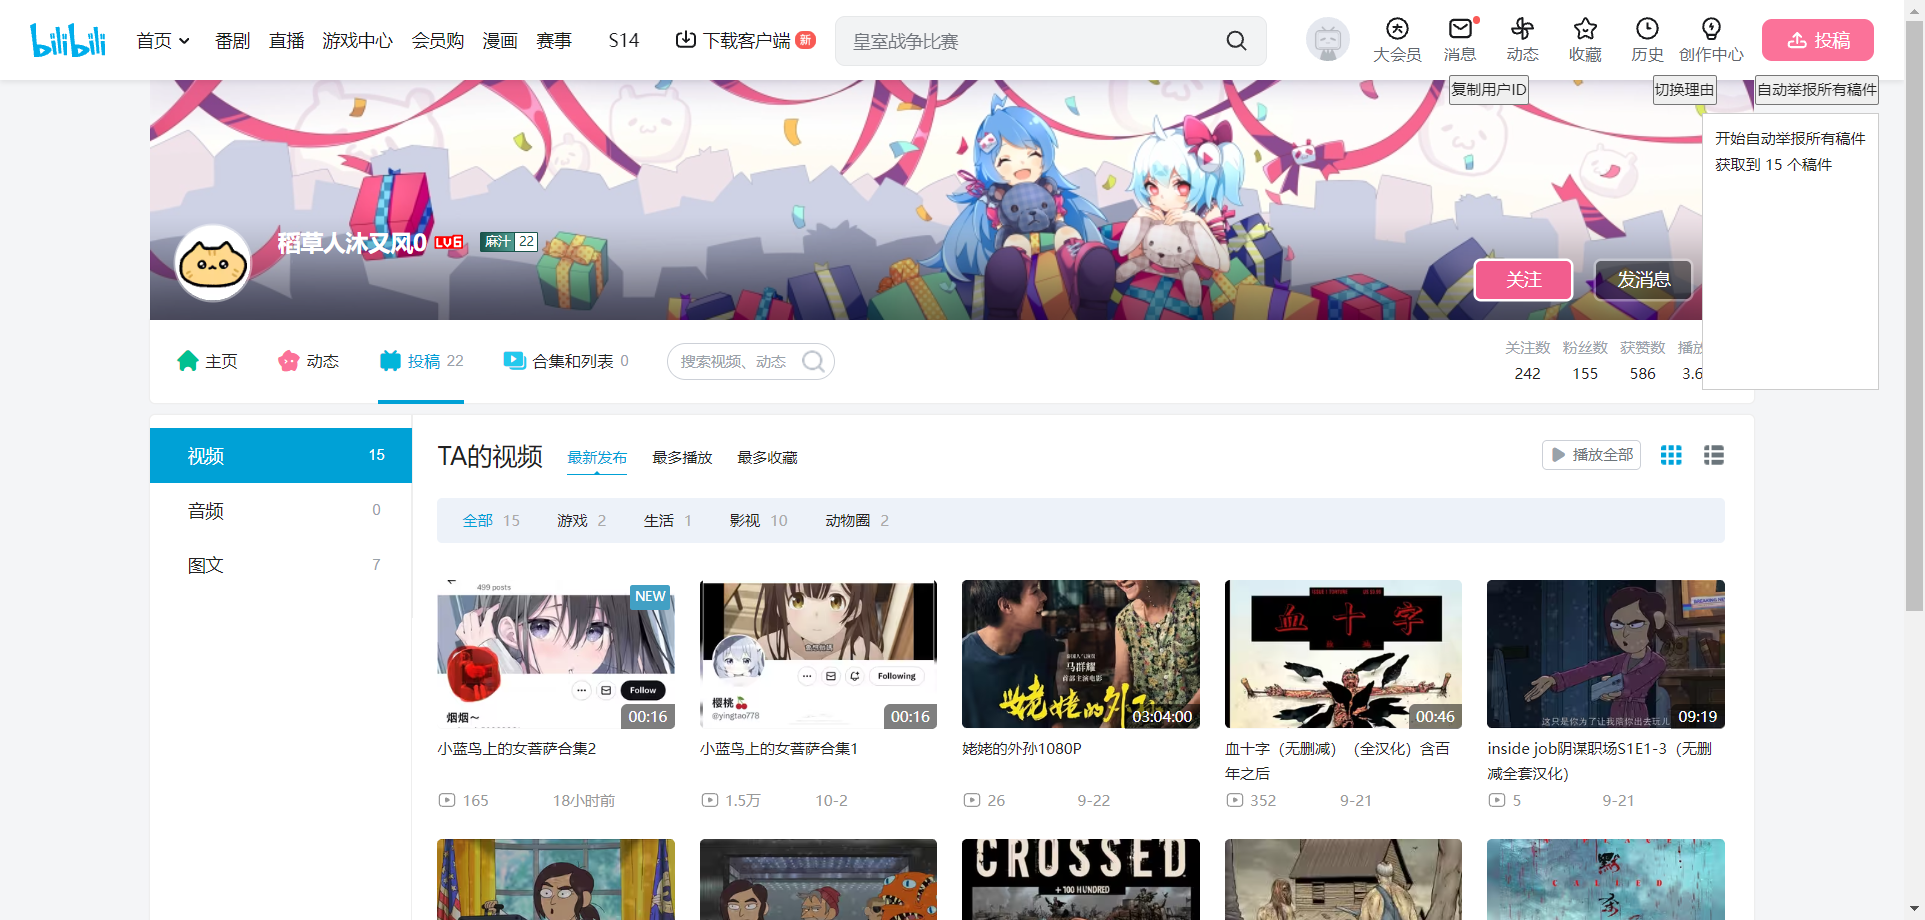 bilibili 首页 番剧 直播 游戏中心 会员购 漫画 赛事 S14 下载客户端 新 皇室战争比赛 大会员 消息 动态 收藏 历史 创作中心 投稿
复制用户ID 切换理由 自动举报所有稿件
开始自动举报所有稿件
获取到 15 个稿件
稻草人沐又风0 LV6 麻汁 22
关注 发消息
主页 动态 投稿 22 合集和列表 0 搜索视频、动态
关注数 粉丝数 获赞数 播放
242 155 586 3.6
视频 15
音频 0
图文 7
TA的视频 最新发布 最多播放 最多收藏 播放全部
全部 15 游戏 2 生活 1 影视 10 动物圈 2
499 posts
NEW
Follow
烟烟～
00:16
小蓝鸟上的女菩萨合集2
165 18小时前
Following
樱桃🍒
@yingtao778
00:16
小蓝鸟上的女菩萨合集1
1.5万 10-2
马群耀
首部主演电影
姥姥的外孙
03:04:00
姥姥的外孙1080P
26 9-22
血十字
00:46
血十字（无删减）（全汉化）含百
年之后
352 9-21
这只是你为了让我陪你出去玩儿
09:19
inside job阴谋职场S1E1-3（无删
减全套汉化）
5 9-21
CROSSED
+100 HUNDRED
默
CALLED